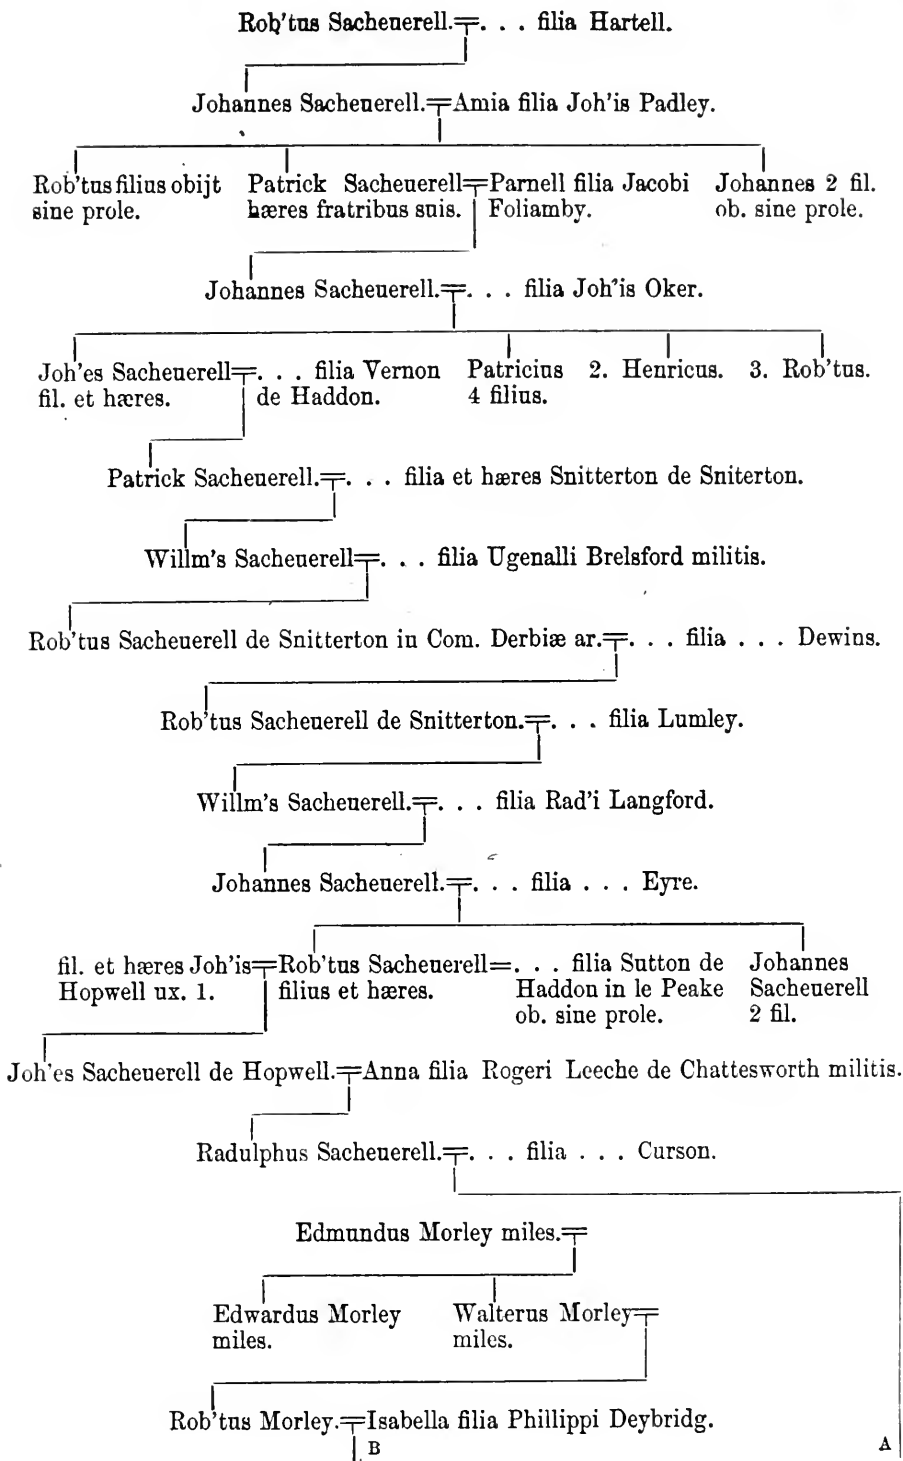 Rob'tus Sacheuerell.=. . . filia Hartell.
Johannes Sacheuerell.=Amia filia Joh'is Padley.
Rob'tus filius obijt sine prole.
Patrick Sacheuerell hæres fratribus suis.=Parnell filia Jacobi Foliamby.
Johannes 2 fil. ob. sine prole.
Johannes Sacheuerell.=. . . filia Joh'is Oker.
Joh'es Sacheuerell fil. et hæres.=. . . filia Vernon de Haddon.
Patricius 4 filius.
2. Henricus.
3. Rob'tus.
Patrick Sacheuerell.=. . . filia et hæres Snitterton de Sniterton.
Willm's Sacheuerell=. . . filia Ugenalli Brelsford militis.
Rob'tus Sacheuerell de Snitterton in Com. Derbiæ ar.=. . . filia . . . Dewins.
Rob'tus Sacheuerell de Snitterton.=. . . filia Lumley.
Willm's Sacheuerell.=. . . filia Rad'i Langford.
Johannes Sacheuerell.=. . . filia . . . Eyre.
fil. et hæres Joh'is Hopwell ux. 1.=Rob'tus Sacheuerell filius et hæres.=. . . filia Sutton de Haddon in le Peake ob. sine prole.
Johannes Sacheuerell 2 fil.
Joh'es Sacheuerell de Hopwell.=Anna filia Rogeri Leeche de Chattesworth militis.
Radulphus Sacheuerell.=. . . filia . . . Curson.
Edmundus Morley miles.=
Edwardus Morley miles.
Walterus Morley miles.=
Rob'tus Morley.=Isabella filia Phillippi Deybridg.
B
A